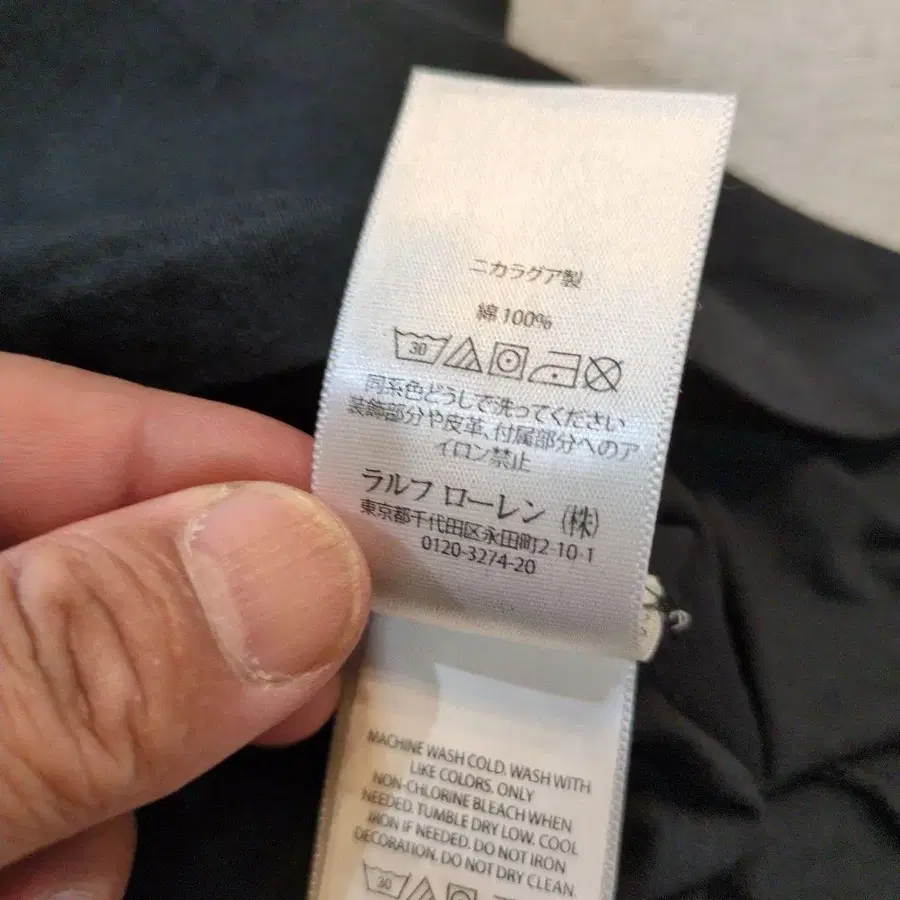 ニカラグア製
綿100%
30
同系色どうしで洗ってください
装飾部分や皮革、付属部分へのア
イロン禁止
ラルフ ローレン (株)
東京都千代田区永田町2-10-1
0120-3274-20
MACHINE WASH COLD. WASH WITH
LIKE COLORS. ONLY
NON-CHLORINE BLEACH WHEN
NEEDED. TUMBLE DRY LOW. COOL
IRON IF NEEDED. DO NOT IRON
DECORATION. DO NOT DRY CLEAN.
30